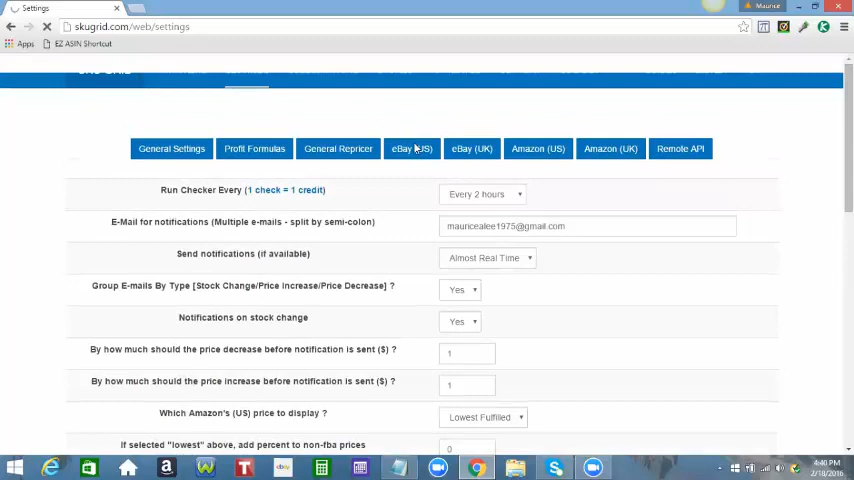 Settings
Maurice
skugrid.com/web/settings
Apps EZ ASIN Shortcut
General Settings Profit Formulas General Repricer eBay (US) eBay (UK) Amazon (US) Amazon (UK) Remote API
Run Checker Every (1 check = 1 credit) Every 2 hours
E-Mail for notifications (Multiple e-mails - split by semi-colon) mauricealee1975@gmail.com
Send notifications (if available) Almost Real Time
Group E-mails By Type [Stock Change/Price Increase/Price Decrease] ? Yes
Notifications on stock change Yes
By how much should the price decrease before notification is sent ($) ? 1
By how much should the price increase before notification is sent ($) ? 1
Which Amazon's (US) price to display ? Lowest Fulfilled
If selected "lowest" above, add percent to non-fba prices 0
4:40 PM
2/18/2016